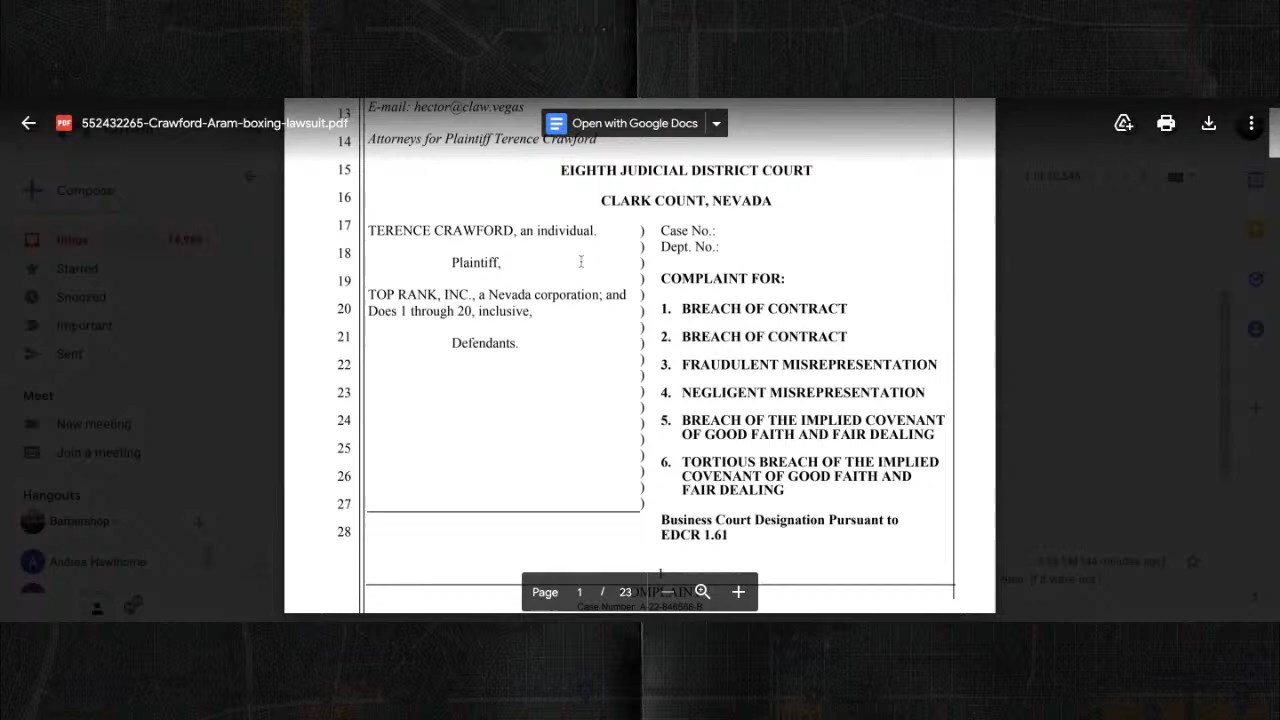 13
E-mail: hector@claw.vegas
552432265-Crawford-Aram-boxing-lawsuit.pdf
Open with Google Docs
14
Attorneys for Plaintiff Terence Crawford
15
EIGHTH JUDICIAL DISTRICT COURT
16
CLARK COUNT, NEVADA
17
TERENCE CRAWFORD, an individual.
18
Plaintiff,
19
TOP RANK, INC., a Nevada corporation; and
20
Does 1 through 20, inclusive,
21
Defendants.
22
23
24
25
26
27
28
) Case No.:
) Dept. No.:
COMPLAINT FOR:
1. BREACH OF CONTRACT
2. BREACH OF CONTRACT
3. FRAUDULENT MISREPRESENTATION
4. NEGLIGENT MISREPRESENTATION
5. BREACH OF THE IMPLIED COVENANT
OF GOOD FAITH AND FAIR DEALING
6. TORTIOUS BREACH OF THE IMPLIED
COVENANT OF GOOD FAITH AND
FAIR DEALING
Business Court Designation Pursuant to
EDCR 1.61
1
Page 1 / 23
Compose
Inbox
Starred
Snoozed
Important
Sent
Meet
New meeting
Join a meeting
Hangouts
Barbershop
Andrea Hawthorne